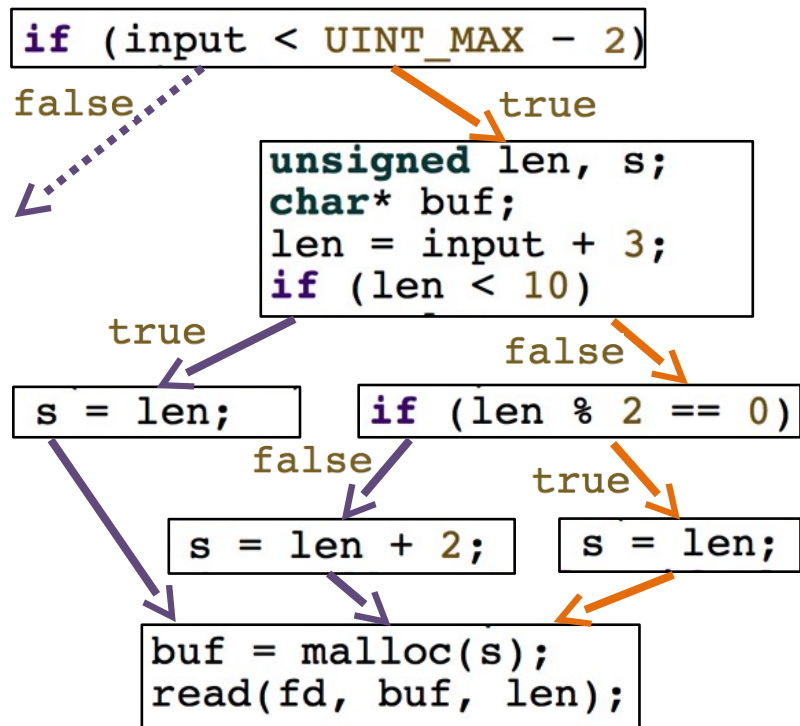 if (input < UINT_MAX - 2)
false
true
unsigned len, s;
char* buf;
len = input + 3;
if (len < 10)
true
false
s = len;
if (len % 2 == 0)
false
true
s = len + 2;
s = len;
buf = malloc(s);
read(fd, buf, len);